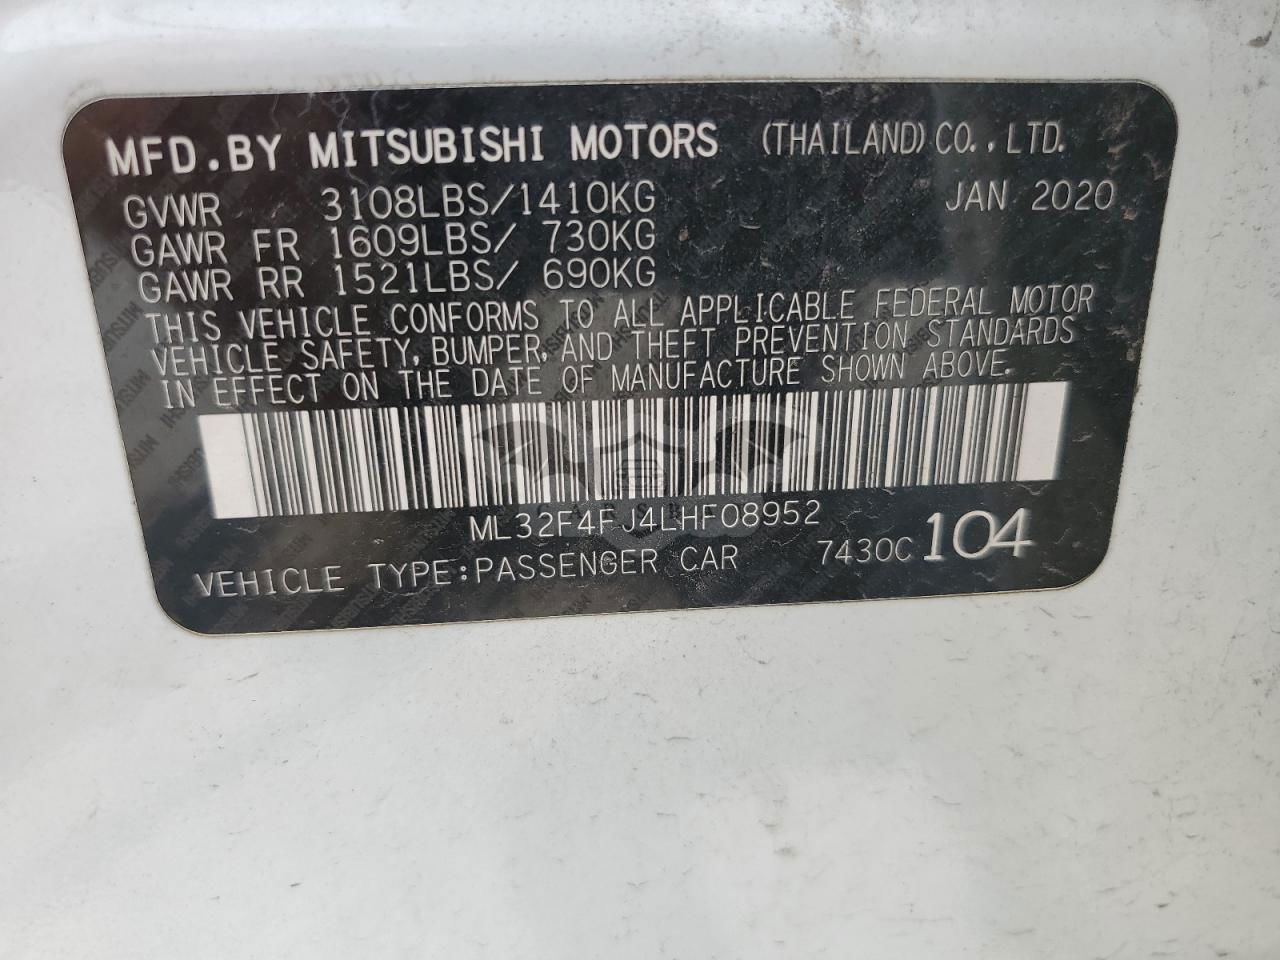 MFD.BY MITSUBISHI MOTORS (THAILAND) CO.,LTD.
GVWR 3108LBS/1410KG JAN 2020
GAWR FR 1609LBS/ 730KG
GAWR RR 1521LBS/ 690KG
THIS VEHICLE CONFORMS TO ALL APPLICABLE FEDERAL MOTOR
VEHICLE SAFETY, BUMPER, AND THEFT PREVENTION STANDARDS
IN EFFECT ON THE DATE OF MANUFACTURE SHOWN ABOVE.
ML32F4FJ4LHF08952
VEHICLE TYPE:PASSENGER CAR 7430C 104